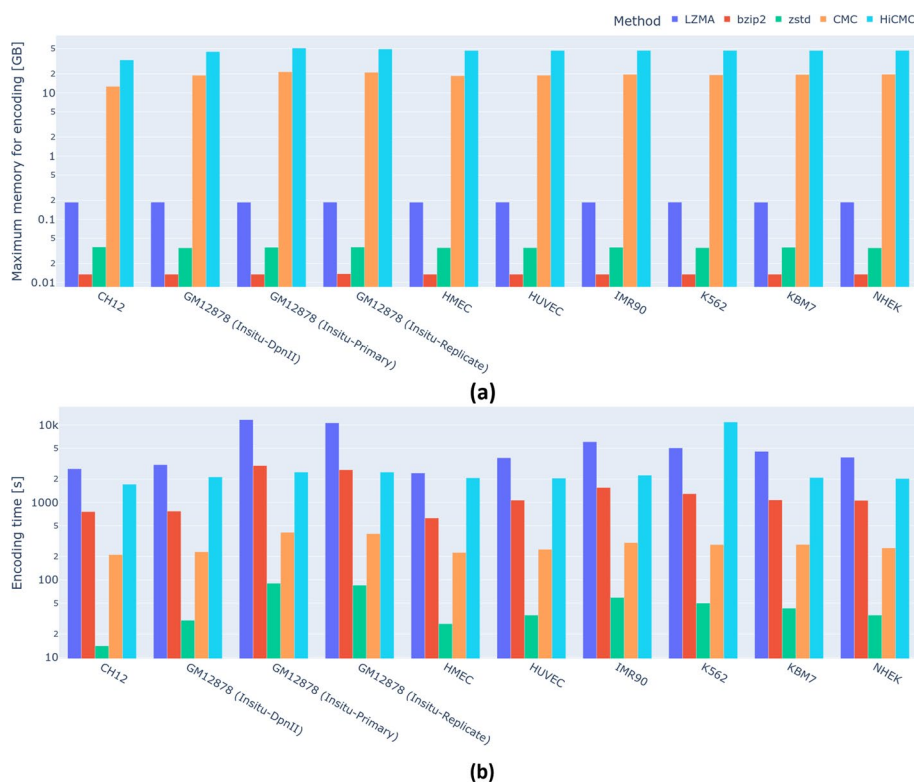 Method LZMA bzip2 zstd CMC HiCMC
Maximum memory for encoding [GB]
5
2
10
5
2
1
5
2
0.1
5
2
0.01
CH12
GM12878 (Insitu-DpnII)
GM12878 (Insitu-Primary)
GM12878 (Insitu-Replicate)
HMEC
HUVEC
IMR90
K562
KBM7
NHEK
(a)
Encoding time [s]
10k
5
2
1000
5
2
100
5
2
10
CH12
GM12878 (Insitu-DpnII)
GM12878 (Insitu-Primary)
GM12878 (Insitu-Replicate)
HMEC
HUVEC
IMR90
K562
KBM7
NHEK
(b)